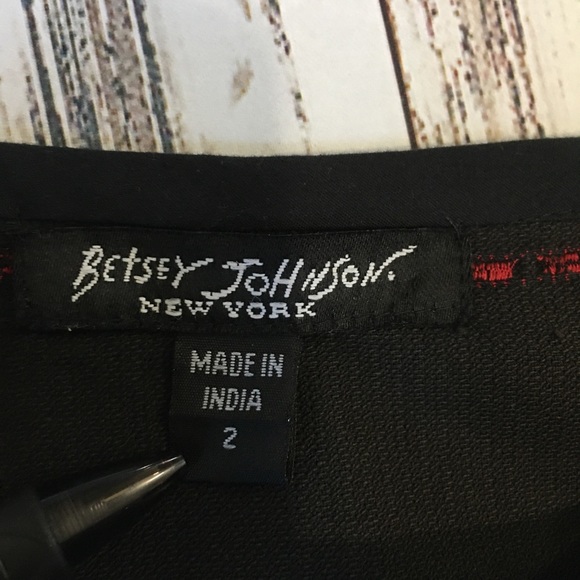 BETSEY JOHNSON.
NEW YORK
MADE IN
INDIA
2